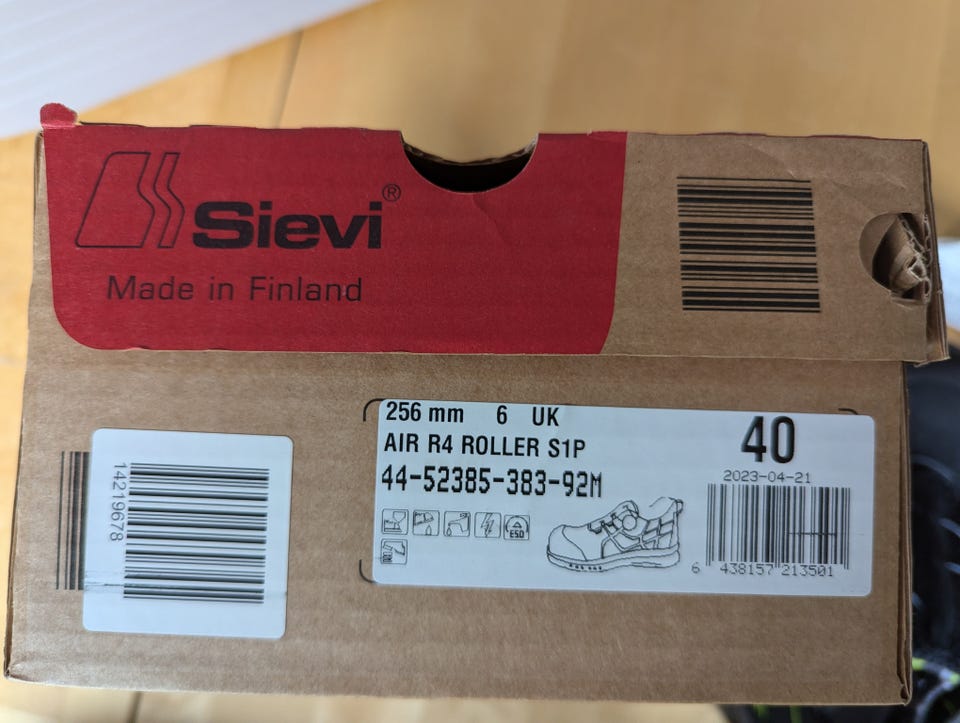 Sievi®
Made in Finland
256 mm 6 UK
AIR R4 ROLLER S1P
44-52385-383-92M
40
2023-04-21
ESD
6 438157 213501
14219678